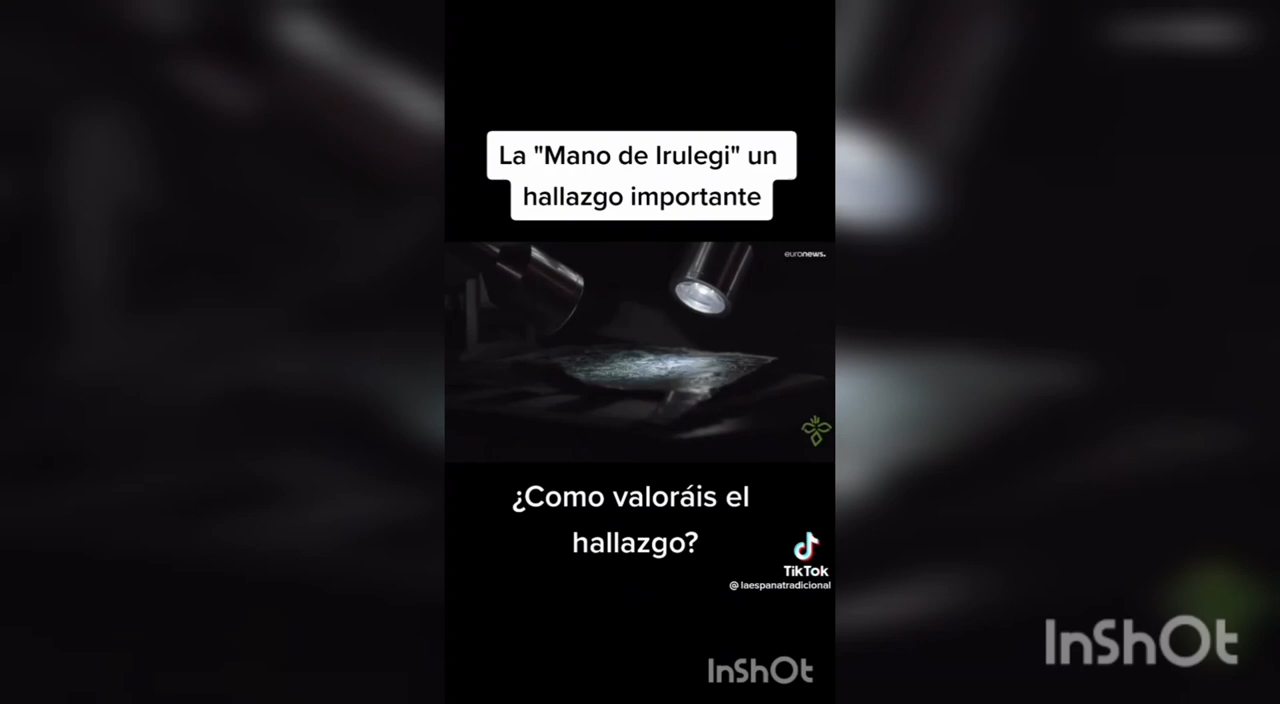 La "Mano de Irulegi" un
hallazgo importante
euronews.
¿Como valoráis el
hallazgo?
TikTok
@laespanatradicional
InShOt
InShOt